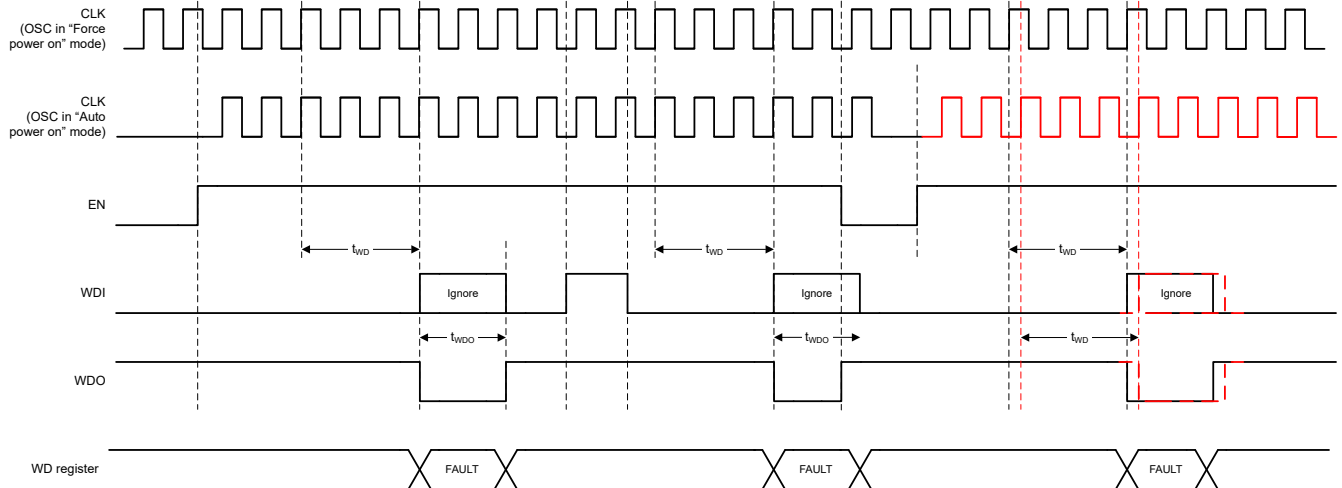 CLK
(OSC in “Force
power on” mode)
CLK
(OSC in “Auto
power on” mode)
EN
tWD
tWD
tWD
WDI
Ignore
Ignore
Ignore
tWDO
tWDO
tWD
WDO
WD register
FAULT
FAULT
FAULT